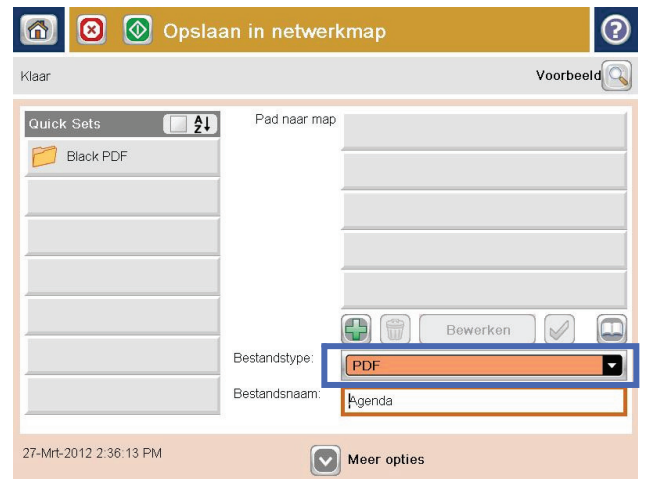 Opslaan in netwerkmap
Klaar
Voorbeeld
Quick Sets
Black PDF
Pad naar map
Bewerken
Bestandstype:
PDF
Bestandsnaam:
Agenda
27-Mrt-2012 2:36:13 PM
Meer opties